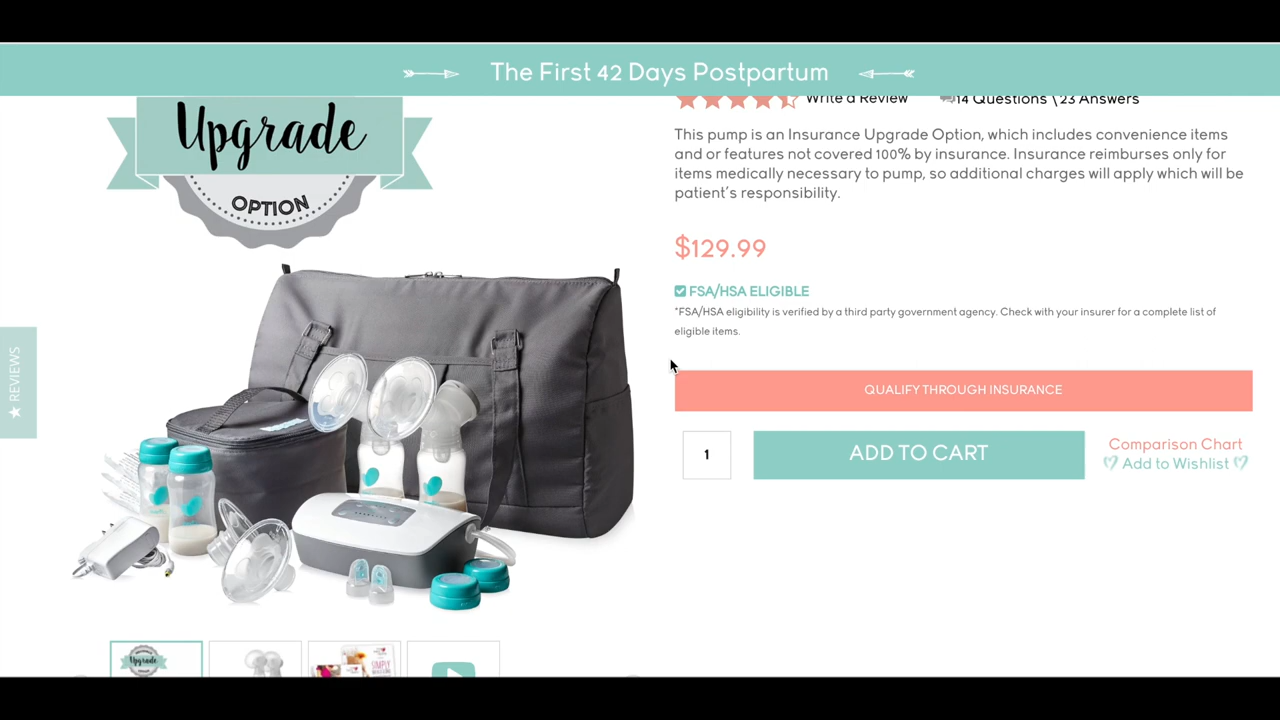 The First 42 Days Postpartum
Upgrade
OPTION
Write a Review 14 Questions \ 23 Answers
This pump is an Insurance Upgrade Option, which includes convenience items
and or features not covered 100% by insurance. Insurance reimburses only for
items medically necessary to pump, so additional charges will apply which will be
patient's responsibility.
$129.99
FSA/HSA ELIGIBLE
*FSA/HSA eligibility is verified by a third party government agency. Check with your insurer for a complete list of
eligible items.
★ REVIEWS
QUALIFY THROUGH INSURANCE
1
ADD TO CART
Comparison Chart
Add to Wishlist
Upgrade
SIMPLY